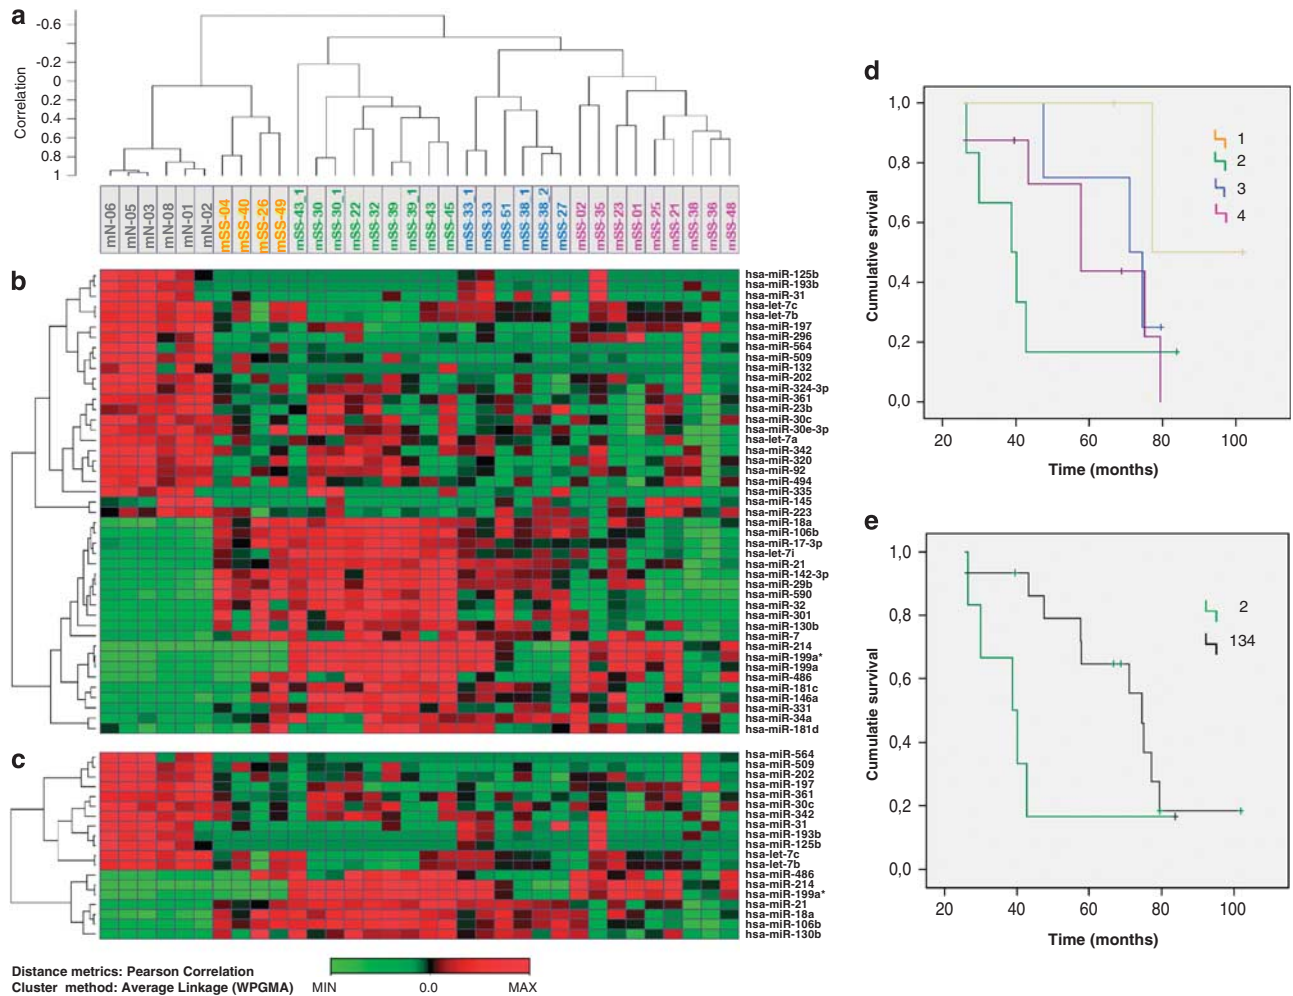 a
-0.6
-0.2
0
0.2
0.4
0.6
0.8
1
Correlation
mN-06
mN-05
mN-03
mN-08
mN-01
mN-02
mSS-04
mSS-40
mSS-26
mSS-49
mSS-43_1
mSS-30
mSS-30_1
mSS-22
mSS-32
mSS-39
mSS-39_1
mSS-43
mSS-45
mSS-33_1
mSS-33
mSS-51
mSS-38_1
mSS-38_2
mSS-27
mSS-02
mSS-35
mSS-23
mSS-01
mSS-25
mSS-21
mSS-38
mSS-36
mSS-48
b
hsa-miR-125b
hsa-miR-193b
hsa-miR-31
hsa-let-7c
hsa-let-7b
hsa-miR-197
hsa-miR-296
hsa-miR-564
hsa-miR-509
hsa-miR-132
hsa-miR-202
hsa-miR-324-3p
hsa-miR-361
hsa-miR-23b
hsa-miR-30c
hsa-miR-30e-3p
hsa-let-7a
hsa-miR-342
hsa-miR-320
hsa-miR-92
hsa-miR-494
hsa-miR-335
hsa-miR-145
hsa-miR-223
hsa-miR-18a
hsa-miR-106b
hsa-miR-17-3p
hsa-let-7i
hsa-miR-21
hsa-miR-142-3p
hsa-miR-29b
hsa-miR-590
hsa-miR-32
hsa-miR-301
hsa-miR-130b
hsa-miR-7
hsa-miR-214
hsa-miR-199a*
hsa-miR-199a
hsa-miR-486
hsa-miR-181c
hsa-miR-146a
hsa-miR-331
hsa-miR-34a
hsa-miR-181d
c
hsa-miR-564
hsa-miR-509
hsa-miR-202
hsa-miR-197
hsa-miR-361
hsa-miR-30c
hsa-miR-342
hsa-miR-31
hsa-miR-193b
hsa-miR-125b
hsa-let-7c
hsa-let-7b
hsa-miR-486
hsa-miR-214
hsa-miR-199a*
hsa-miR-21
hsa-miR-18a
hsa-miR-106b
hsa-miR-130b
Distance metrics: Pearson Correlation
Cluster method: Average Linkage (WPGMA)
MIN 0.0 MAX
d
1,0
0,8
0,6
0,4
0,2
0,0
Cumulative srvival
1
2
3
4
20 40 60 80 100
Time (months)
e
1,0
0,8
0,6
0,4
0,2
0,0
Cumulatie survival
2
134
20 40 60 80 100
Time (months)